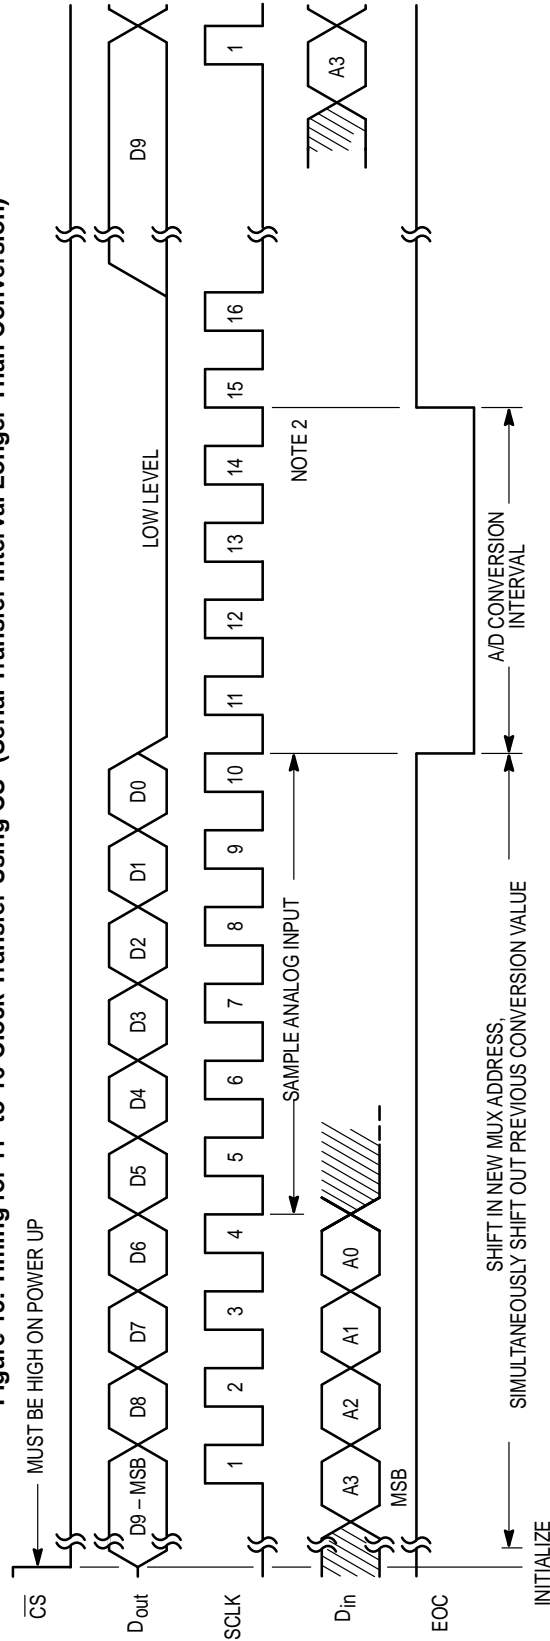 Figure Timing for 11– to 16–Clock Transfer Using CS (Serial Transfer Interval Longer Than Conversion)
MUST BE HIGH ON POWER UP
CS
Dout
D9 – MSB D8 D7 D6 D5 D4 D3 D2 D1 D0 LOW LEVEL D9
SCLK
1 2 3 4 5 6 7 8 9 10 11 12 13 14 15 16 1
SAMPLE ANALOG INPUT
NOTE 2
Din
A3 A2 A1 A0 A3
MSB
EOC
A/D CONVERSION
INTERVAL
SHIFT IN NEW MUX ADDRESS,
SIMULTANEOUSLY SHIFT OUT PREVIOUS CONVERSION VALUE
INITIALIZE